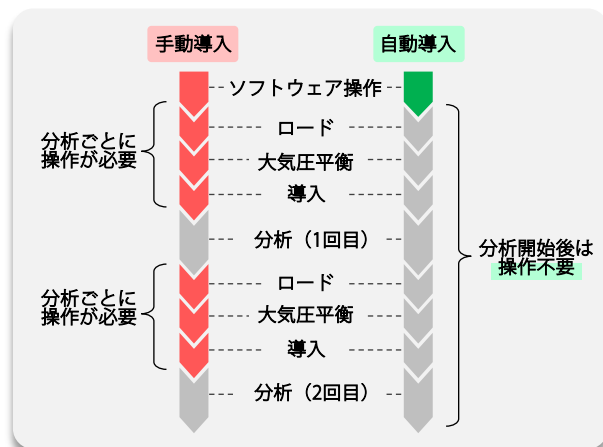 手動導入
自動導入
ソフトウェア操作
分析ごとに
操作が必要
ロード
大気圧平衡
導入
分析（1回目）
分析開始後は
操作不要
分析ごとに
操作が必要
ロード
大気圧平衡
導入
分析（2回目）